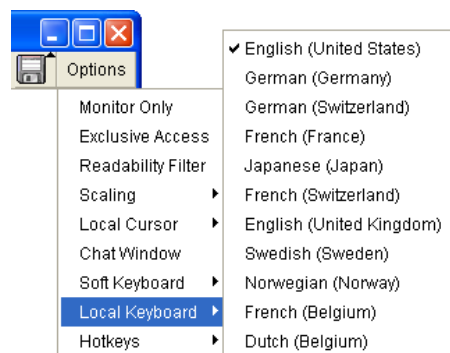 Options
Monitor Only
Exclusive Access
Readability Filter
Scaling
Local Cursor
Chat Window
Soft Keyboard
Local Keyboard
Hotkeys
English (United States)
German (Germany)
German (Switzerland)
French (France)
Japanese (Japan)
French (Switzerland)
English (United Kingdom)
Swedish (Sweden)
Norwegian (Norway)
French (Belgium)
Dutch (Belgium)